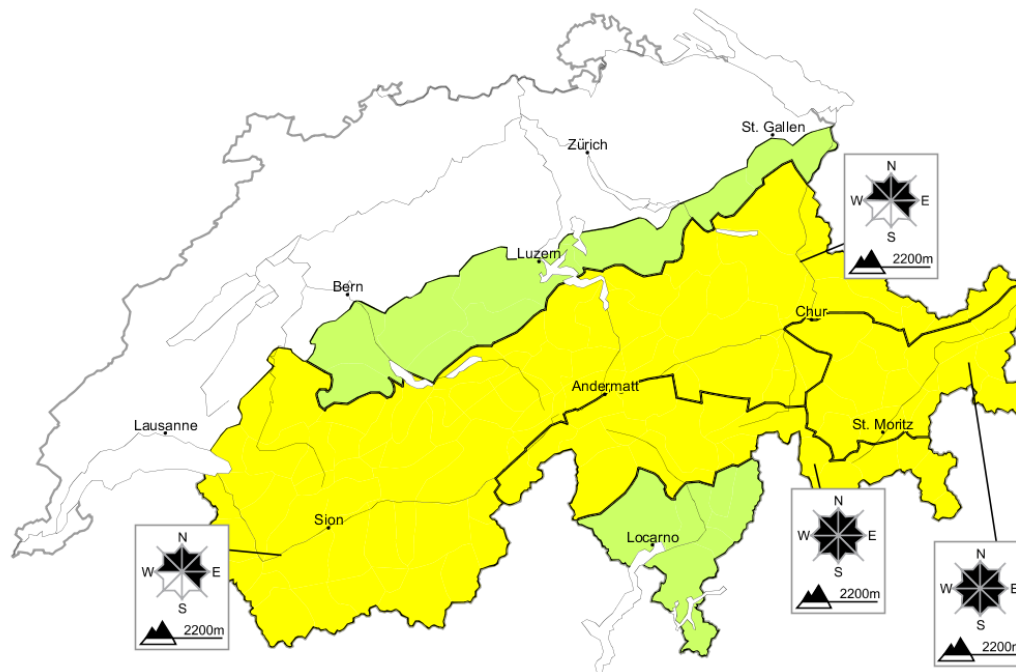 St. Gallen
Zürich
N
W E
S
2200m
Luzern
Bern
Chur
Andermatt
Lausanne
St. Moritz
Sion
Locarno
N
W E
S
2200m
N
W E
S
2200m
N
W E
S
2200m